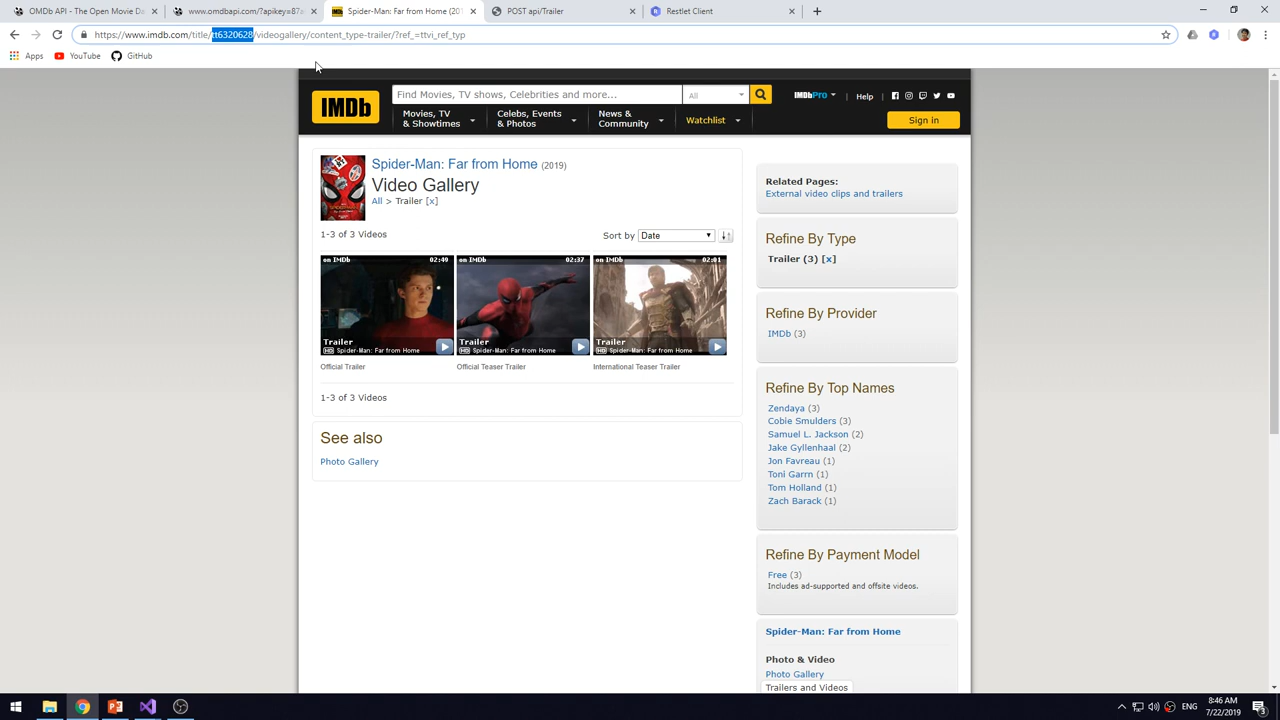 OMDb API - The Open Movie Da
www.omdbapi.com/?apikey=87a
Spider-Man: Far from Home (201
POST api/Trailer
Restlet Client
https://www.imdb.com/title/tt6320628/videogallery/content_type-trailer/?ref_=ttvi_ref_typ
Apps
YouTube
GitHub
IMDb
Find Movies, TV shows, Celebrities and more...
All
IMDbPro
Help
Movies, TV
& Showtimes
Celebs, Events
& Photos
News &
Community
Watchlist
Sign in
Spider-Man: Far from Home (2019)
Video Gallery
All > Trailer [x]
1-3 of 3 Videos
Sort by
Date
on IMDb 02:49
Trailer
HD Spider-Man: Far from Home
Official Trailer
on IMDb 02:37
Trailer
HD Spider-Man: Far from Home
Official Teaser Trailer
on IMDb 02:01
Trailer
HD Spider-Man: Far from Home
International Teaser Trailer
1-3 of 3 Videos
See also
Photo Gallery
Related Pages:
External video clips and trailers
Refine By Type
Trailer (3) [x]
Refine By Provider
IMDb (3)
Refine By Top Names
Zendaya (3)
Cobie Smulders (3)
Samuel L. Jackson (2)
Jake Gyllenhaal (2)
Jon Favreau (1)
Toni Garrn (1)
Tom Holland (1)
Zach Barack (1)
Refine By Payment Model
Free (3)
Includes ad-supported and offsite videos.
Spider-Man: Far from Home
Photo & Video
Photo Gallery
Trailers and Videos
ENG
8:46 AM
7/22/2019